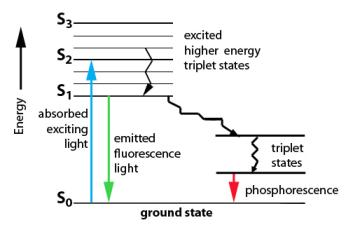 S3
S2
S1
S0
Energy
excited
higher energy
triplet states
absorbed
exciting
light
emitted
fluorescence
light
triplet
states
phosphorescence
ground state